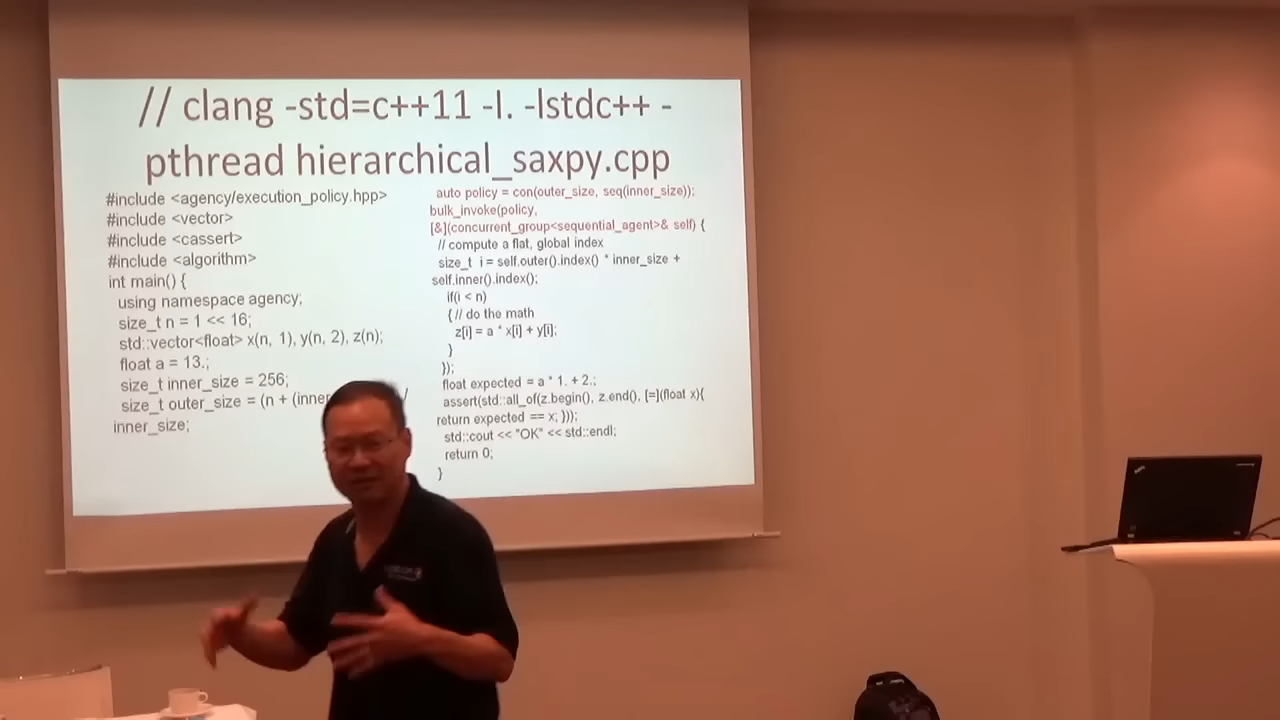 // clang -std=c++11 -I. -lstdc++ -
pthread hierarchical_saxpy.cpp
#include <agency/execution_policy.hpp>
#include <vector>
#include <cassert>
#include <algorithm>
int main() {
using namespace agency;
size_t n = 1 << 16;
std::vector<float> x(n, 1), y(n, 2), z(n);
float a = 13.;
size_t inner_size = 256;
size_t outer_size = (n + (inner /
inner_size;
auto policy = con(outer_size, seq(inner_size));
bulk_invoke(policy,
[&](concurrent_group<sequential_agent>& self) {
// compute a flat, global index
size_t i = self.outer().index() * inner_size +
self.inner().index();
if(i < n)
{ // do the math
z[i] = a * x[i] + y[i];
}
});
float expected = a * 1. + 2.;
assert(std::all_of(z.begin(), z.end(), [=](float x){
return expected == x; }));
std::cout << "OK" << std::endl;
return 0;
}